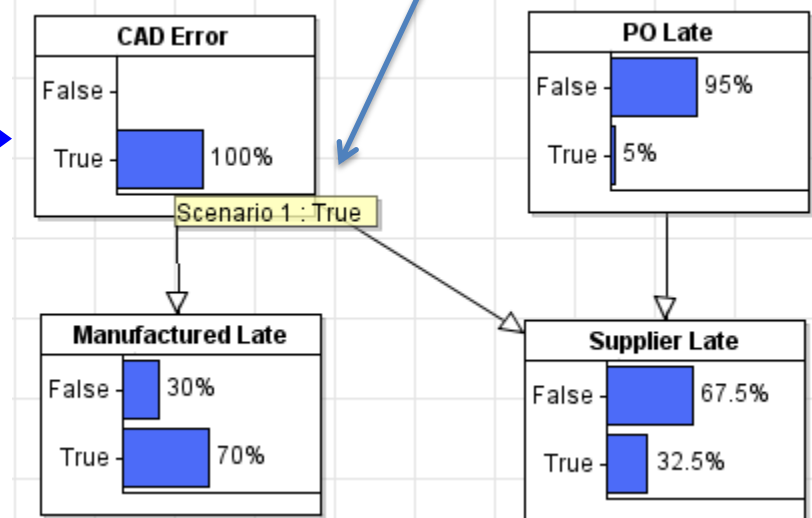 CAD Error
False
True
100%
Scenario 1 : True
PO Late
False
95%
True
5%
Manufactured Late
False
30%
True
70%
Supplier Late
False
67.5%
True
32.5%